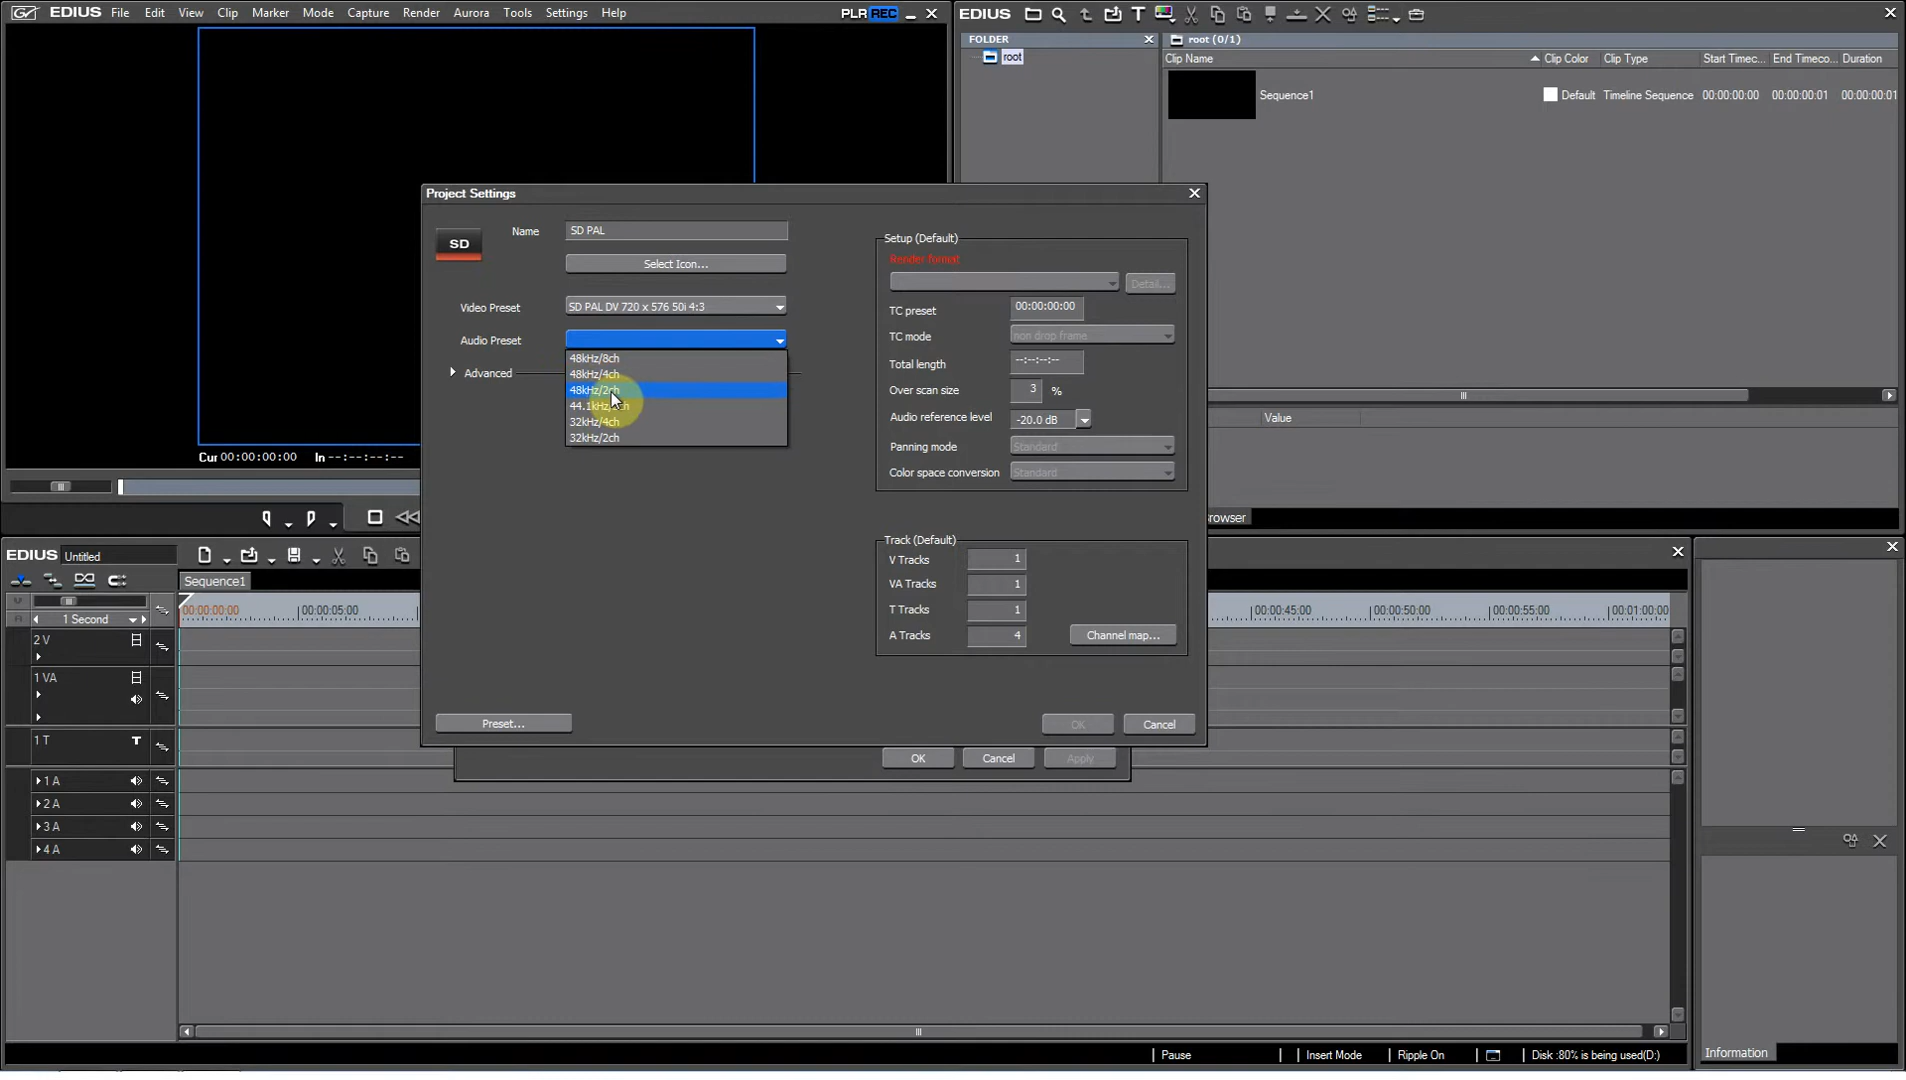 EDIUS File Edit View Clip Marker Mode Capture Render Aurora Tools Settings Help
PLR REC
EDIUS
FOLDER
root
root (0/1)
Clip Name Clip Color Clip Type Start Timec... End Timeco... Duration
Sequence1 Default Timeline Sequence 00:00:00:00 00:00:00:01 00:00:00:01
Project Settings
SD
Name SD PAL
Select Icon...
Video Preset SD PAL DV 720 x 576 50i 4:3
Audio Preset
48kHz/8ch
48kHz/4ch
48kHz/2ch
44.1kHz/2ch
32kHz/4ch
32kHz/2ch
Advanced
Setup (Default)
Render format
Detail...
TC preset 00:00:00:00
TC mode non drop frame
Total length --:--:--:--
Over scan size 3 %
Audio reference level -20.0 dB
Panning mode Standard
Color space conversion Standard
Track (Default)
V Tracks 1
VA Tracks 1
T Tracks 1
A Tracks 4
Channel map...
Preset...
OK Cancel
OK Cancel Apply
Value
rowser
Cur 00:00:00:00 In --:--:--:--
EDIUS Untitled
Sequence1
1 Second
00:00:00:00 00:00:05:00 00:00:45:00 00:00:50:00 00:00:55:00 00:01:00:00
2 V
1 VA
1 T T
1 A
2 A
3 A
4 A
Pause Insert Mode Ripple On Disk :80% is being used(D:)
Information